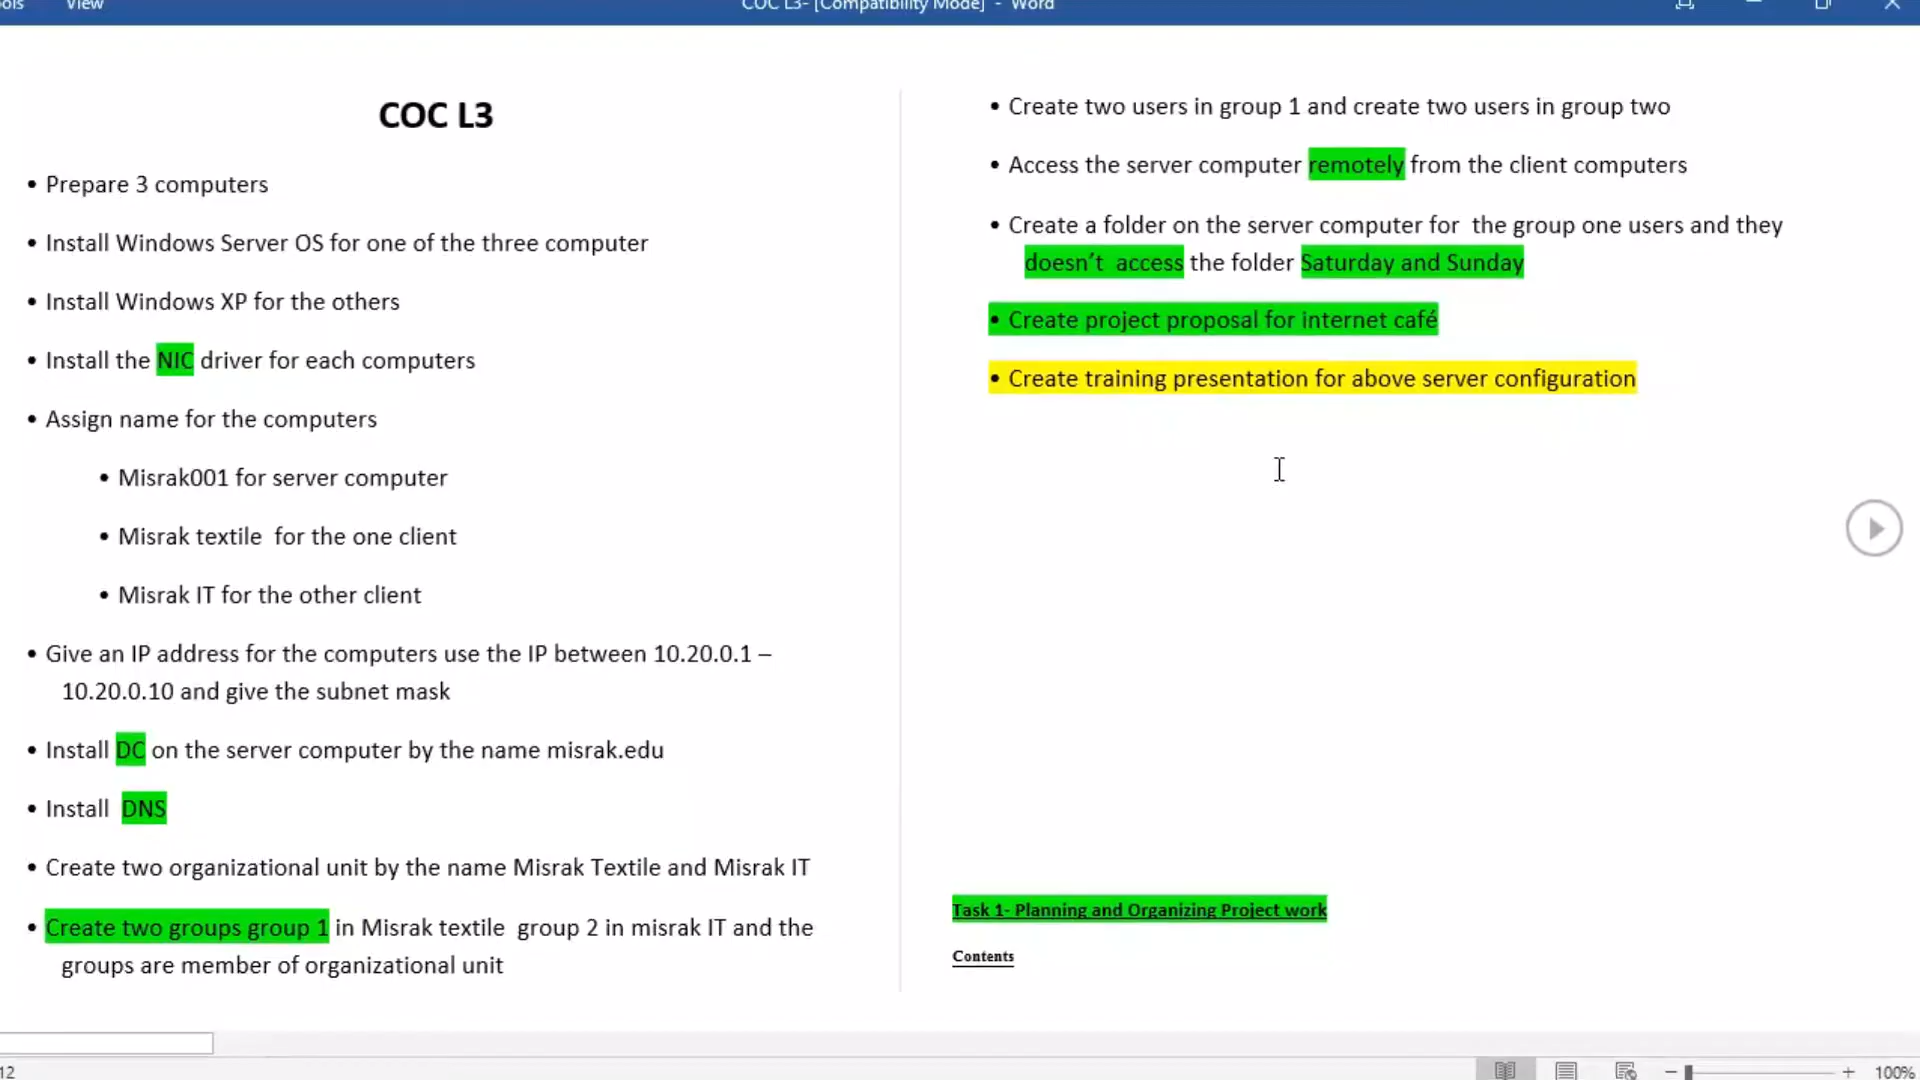 View
COC L3- [Compatibility Mode] - Word
COC L3
• Prepare 3 computers
• Install Windows Server OS for one of the three computer
• Install Windows XP for the others
• Install the NIC driver for each computers
• Assign name for the computers
• Misrak001 for server computer
• Misrak textile for the one client
• Misrak IT for the other client
• Give an IP address for the computers use the IP between 10.20.0.1 –
10.20.0.10 and give the subnet mask
• Install DC on the server computer by the name misrak.edu
• Install DNS
• Create two organizational unit by the name Misrak Textile and Misrak IT
• Create two groups group 1 in Misrak textile group 2 in misrak IT and the
groups are member of organizational unit
• Create two users in group 1 and create two users in group two
• Access the server computer remotely from the client computers
• Create a folder on the server computer for the group one users and they
doesn’t access the folder Saturday and Sunday
• Create project proposal for internet café
• Create training presentation for above server configuration
Task 1- Planning and Organizing Project work
Contents
12
100%